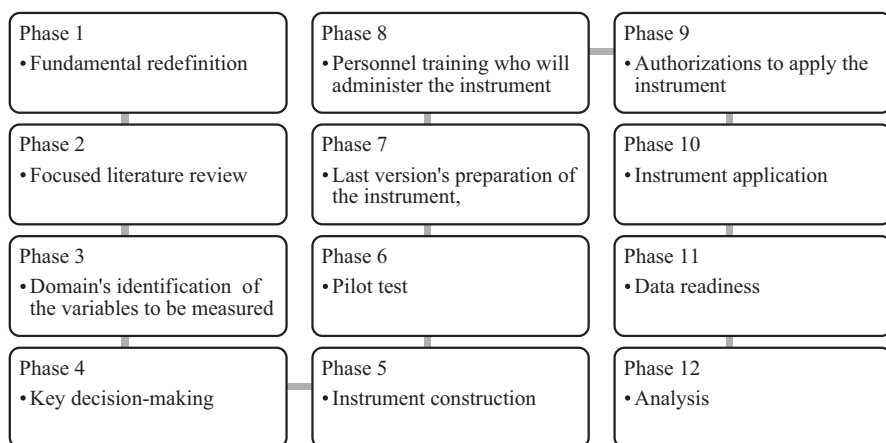 Phase 1
•Fundamental redefinition
Phase 2
•Focused literature review
Phase 3
•Domain's identification of
the variables to be measured
Phase 4
•Key decision-making
Phase 5
•Instrument construction
Phase 6
•Pilot test
Phase 7
•Last version's preparation of
the instrument,
Phase 8
•Personnel training who will
administer the instrument
Phase 9
•Authorizations to apply the
instrument
Phase 10
•Instrument application
Phase 11
•Data readiness
Phase 12
•Analysis